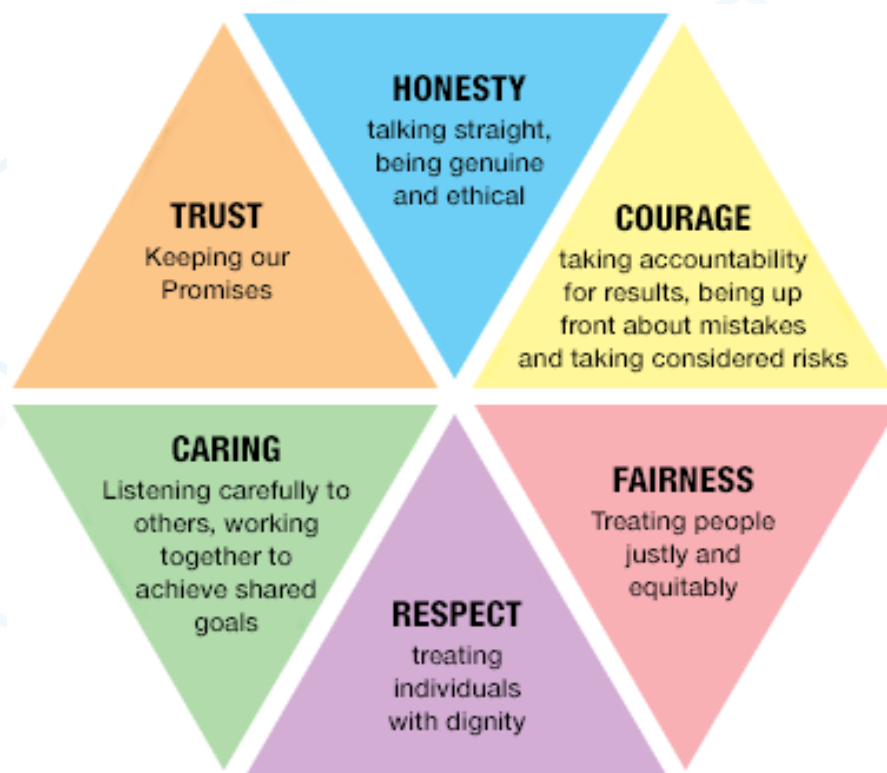 HONESTY
talking straight,
being genuine
and ethical
TRUST
Keeping our
Promises
COURAGE
taking accountability
for results, being up
front about mistakes
and taking considered risks
CARING
Listening carefully to
others, working
together to
achieve shared
goals
FAIRNESS
Treating people
justly and
equitably
RESPECT
treating
individuals
with dignity